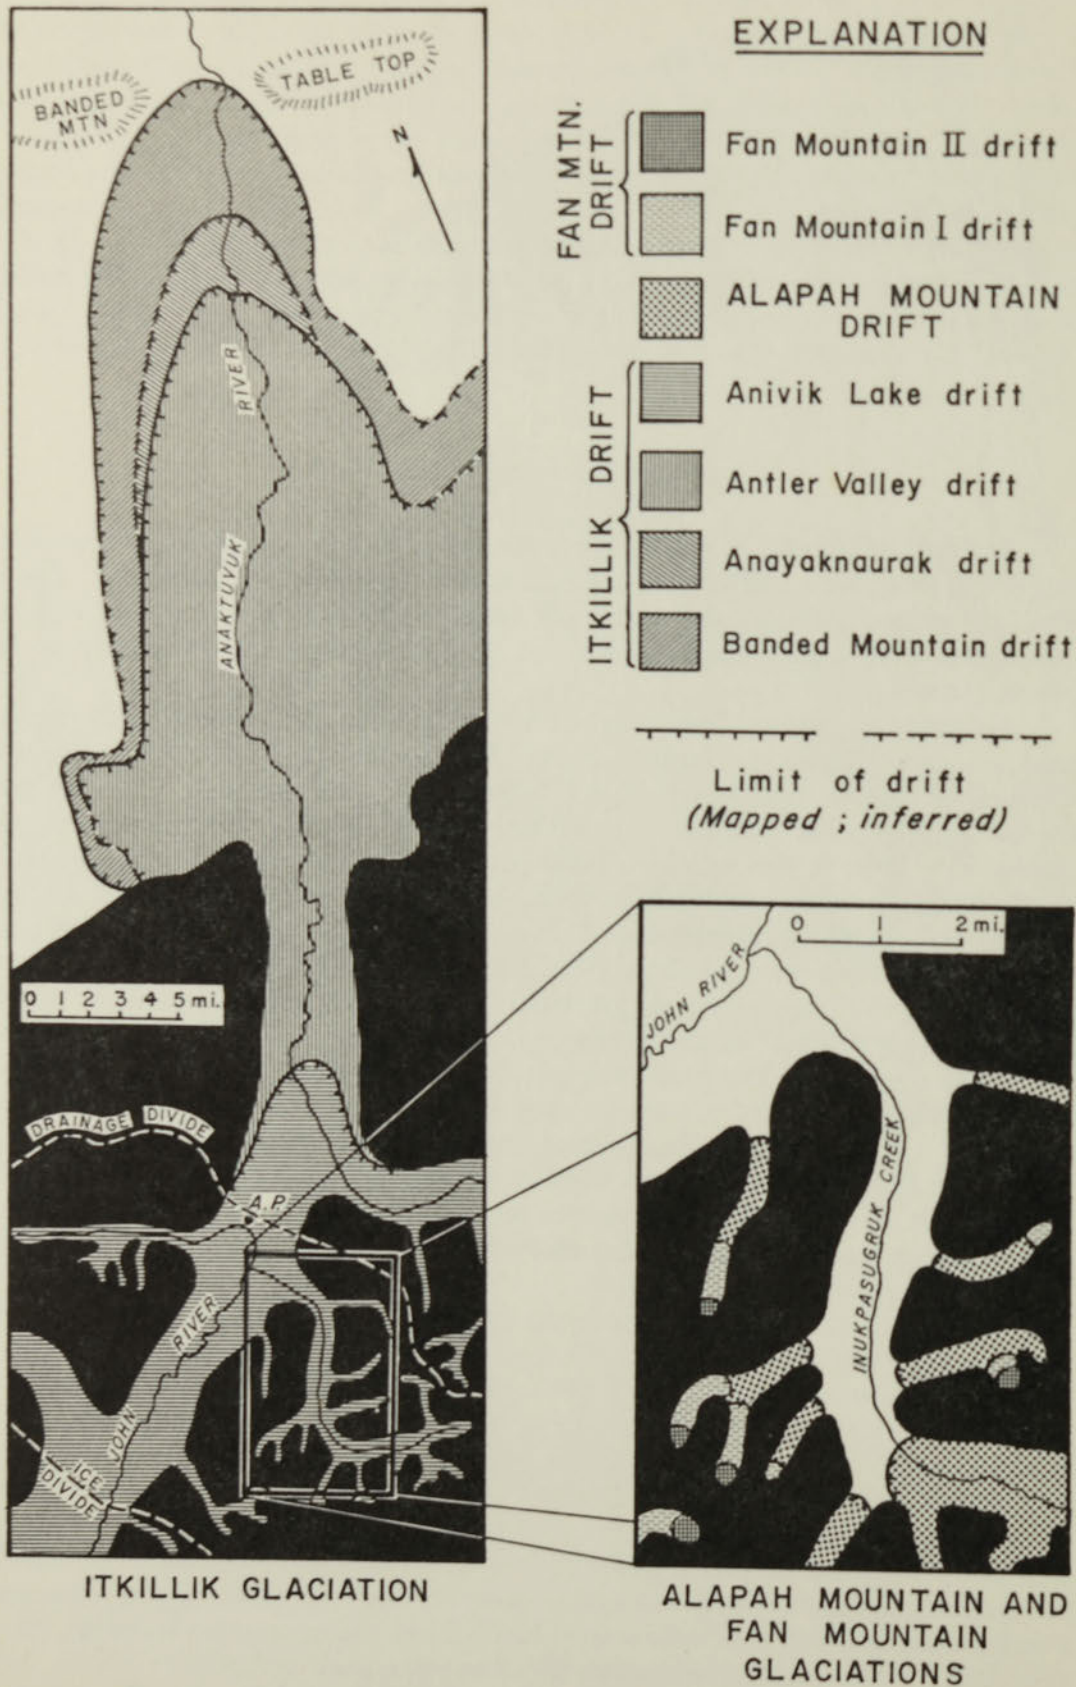 BANDED
MTN
TABLE TOP
N
RIVER
ANAKTUVUK
0 1 2 3 4 5 mi.
DRAINAGE DIVIDE
A.P.
JOHN RIVER
ICE
DIVIDE
ITKILLIK GLACIATION
EXPLANATION
FAN MTN.
DRIFT
Fan Mountain II drift
Fan Mountain I drift
ALAPAH MOUNTAIN
DRIFT
ITKILLIK DRIFT
Anivik Lake drift
Antler Valley drift
Anayaknaurak drift
Banded Mountain drift
Limit of drift
(Mapped ; inferred)
0 1 2 mi.
JOHN RIVER
INUKPASUGRUK CREEK
ALAPAH MOUNTAIN AND
FAN MOUNTAIN
GLACIATIONS